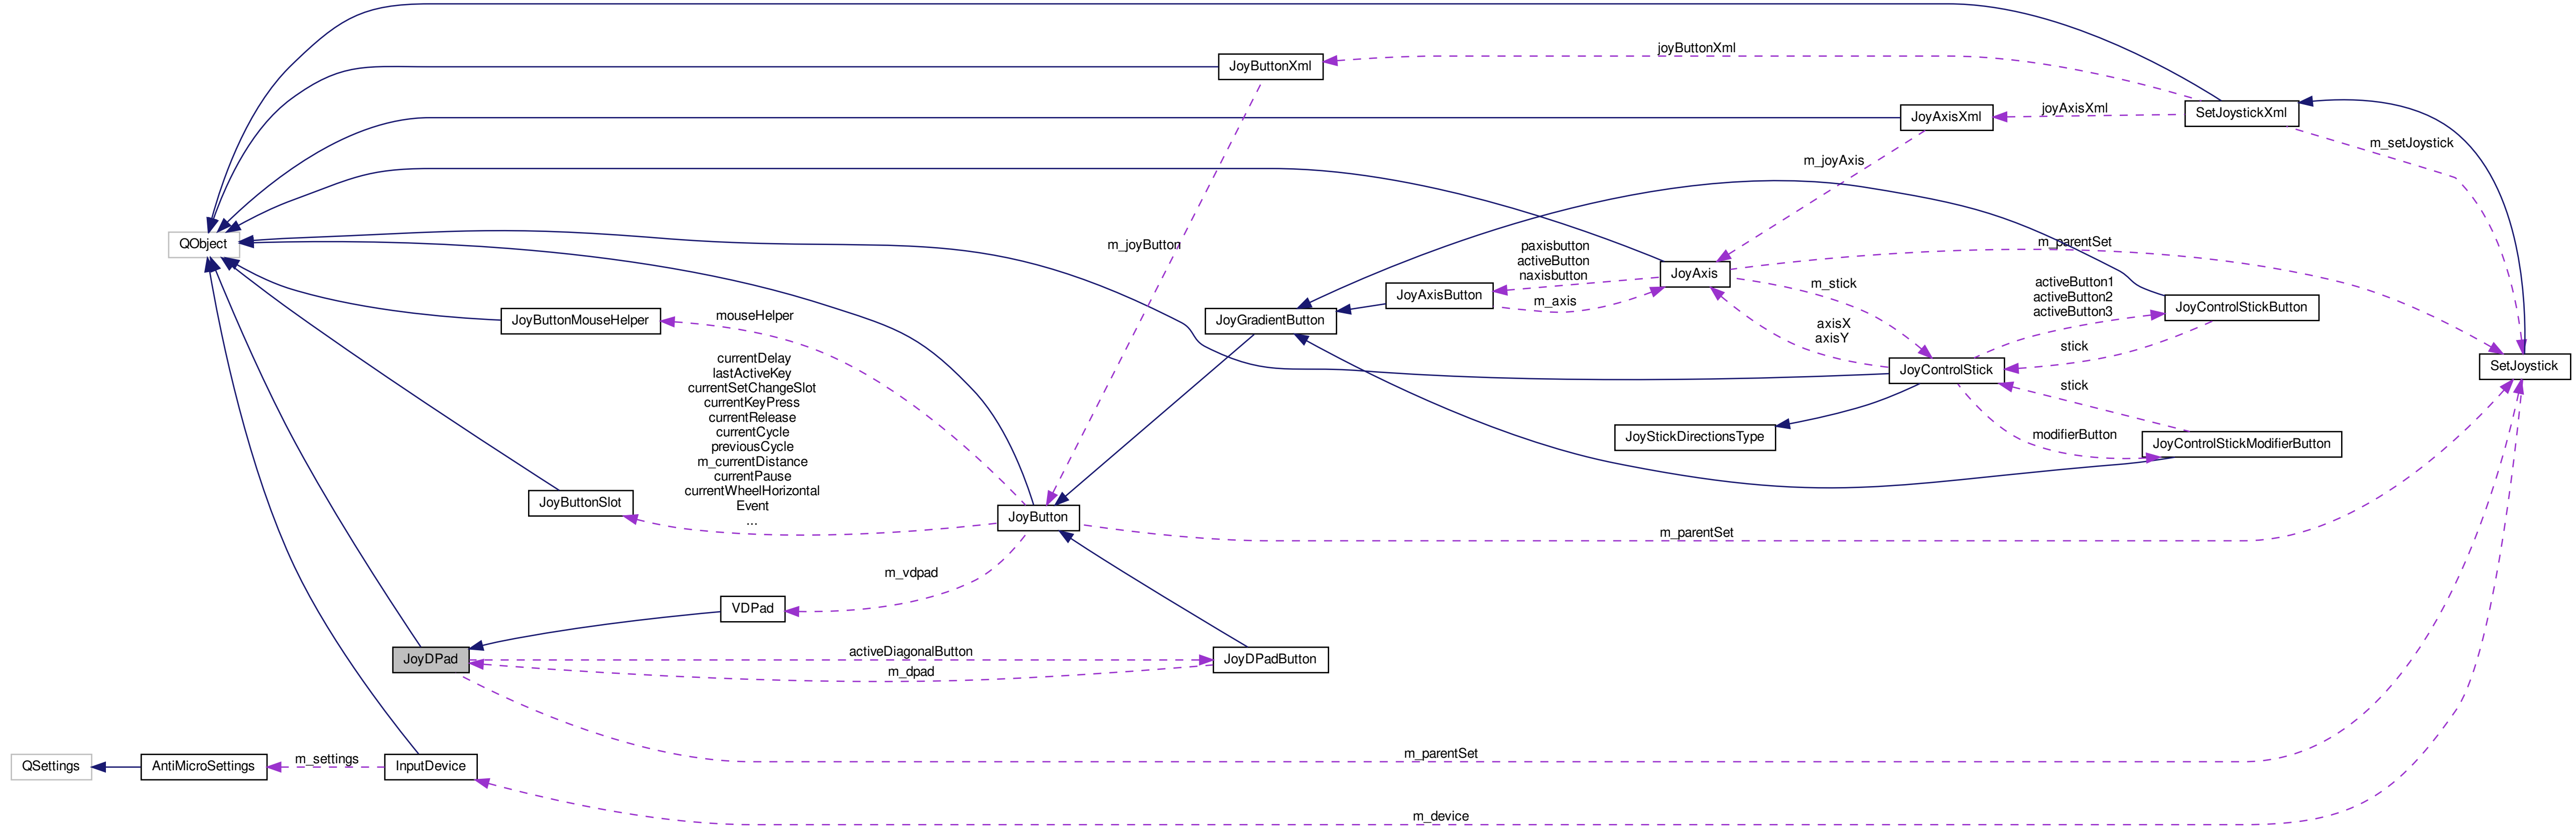 joyButtonXml
JoyButtonXml
joyAxisXml
SetJoystickXml
JoyAxisXml
m_setJoystick
m_joyAxis
QObject
m_joyButton
paxisbutton
activeButton
naxisbutton
m_parentSet
JoyAxis
m_stick
activeButton1
activeButton2
activeButton3
JoyAxisButton
m_axis
JoyControlStickButton
JoyButtonMouseHelper
mouseHelper
JoyGradientButton
axisX
axisY
stick
currentDelay
lastActiveKey
currentSetChangeSlot
currentKeyPress
currentRelease
currentCycle
previousCycle
m_currentDistance
currentPause
currentWheelHorizontal
Event
...
JoyControlStick
SetJoystick
stick
JoyStickDirectionsType
modifierButton
JoyControlStickModifierButton
JoyButtonSlot
JoyButton
m_parentSet
m_vdpad
VDPad
JoyDPad
activeDiagonalButton
m_dpad
JoyDPadButton
m_parentSet
QSettings
AntiMicroSettings
m_settings
InputDevice
m_device